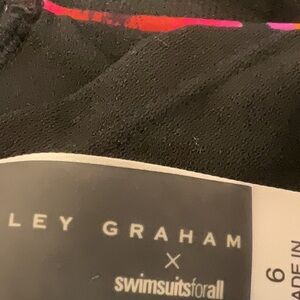 LEY GRAHAM
×
swimsuitsforall
6
ADE IN